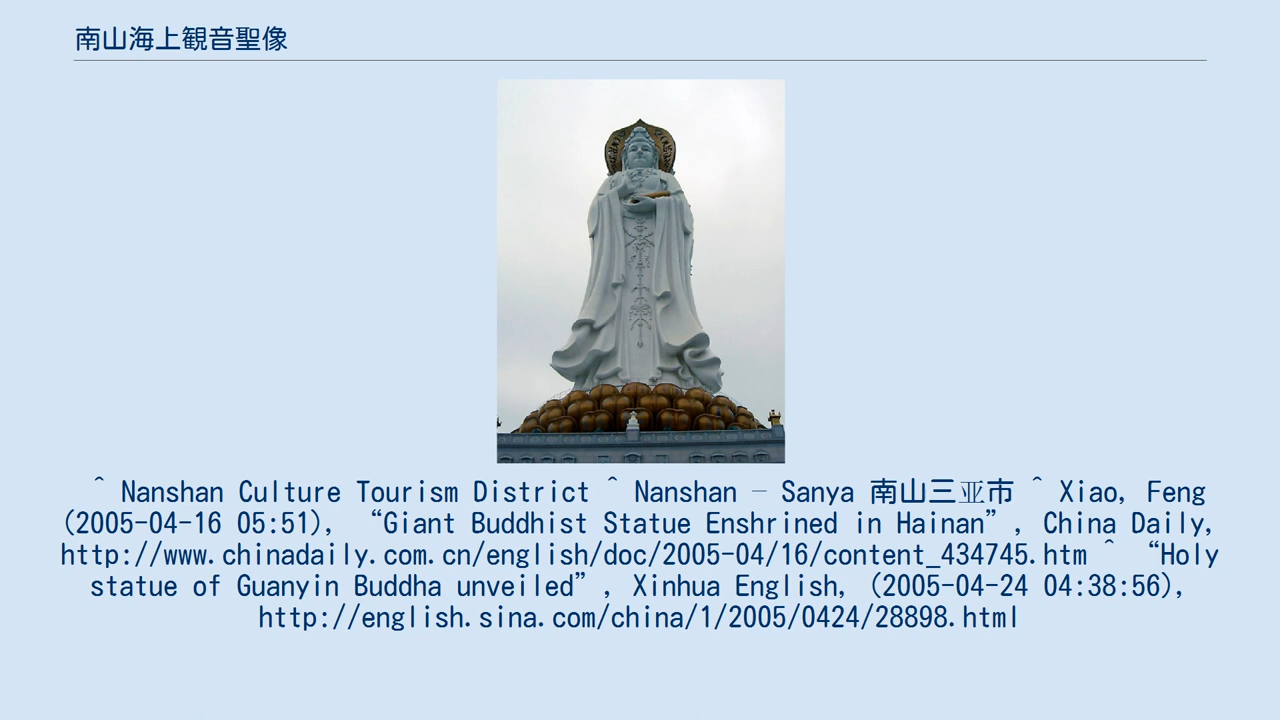 南山海上観音聖像
^ Nanshan Culture Tourism District ^ Nanshan – Sanya 南山三亚市 ^ Xiao, Feng
(2005-04-16 05:51), “Giant Buddhist Statue Enshrined in Hainan”, China Daily,
http://www.chinadaily.com.cn/english/doc/2005-04/16/content_434745.htm ^ “Holy
statue of Guanyin Buddha unveiled”, Xinhua English, (2005-04-24 04:38:56),
http://english.sina.com/china/1/2005/0424/28898.html